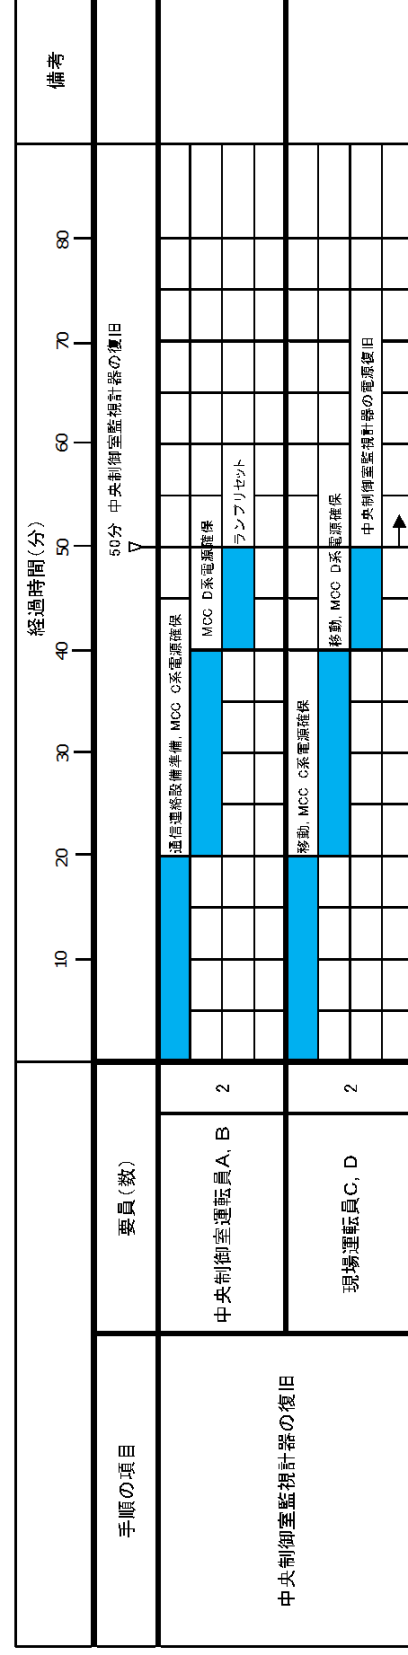 経過時間(分)
備考
10 20 30 40 50 60 70 80
手順の項目
要員(数)
50分 中央制御室監視計器の復旧
▽
中央制御室監視計器の復旧
中央制御室運転員A, B
2
通信連絡設備準備, MCC C系電源確保
MCC D系電源確保
ランプリセット
現場運転員C, D
2
移動, MCC C系電源確保
移動, MCC D系電源確保
中央制御室監視計器の電源復旧